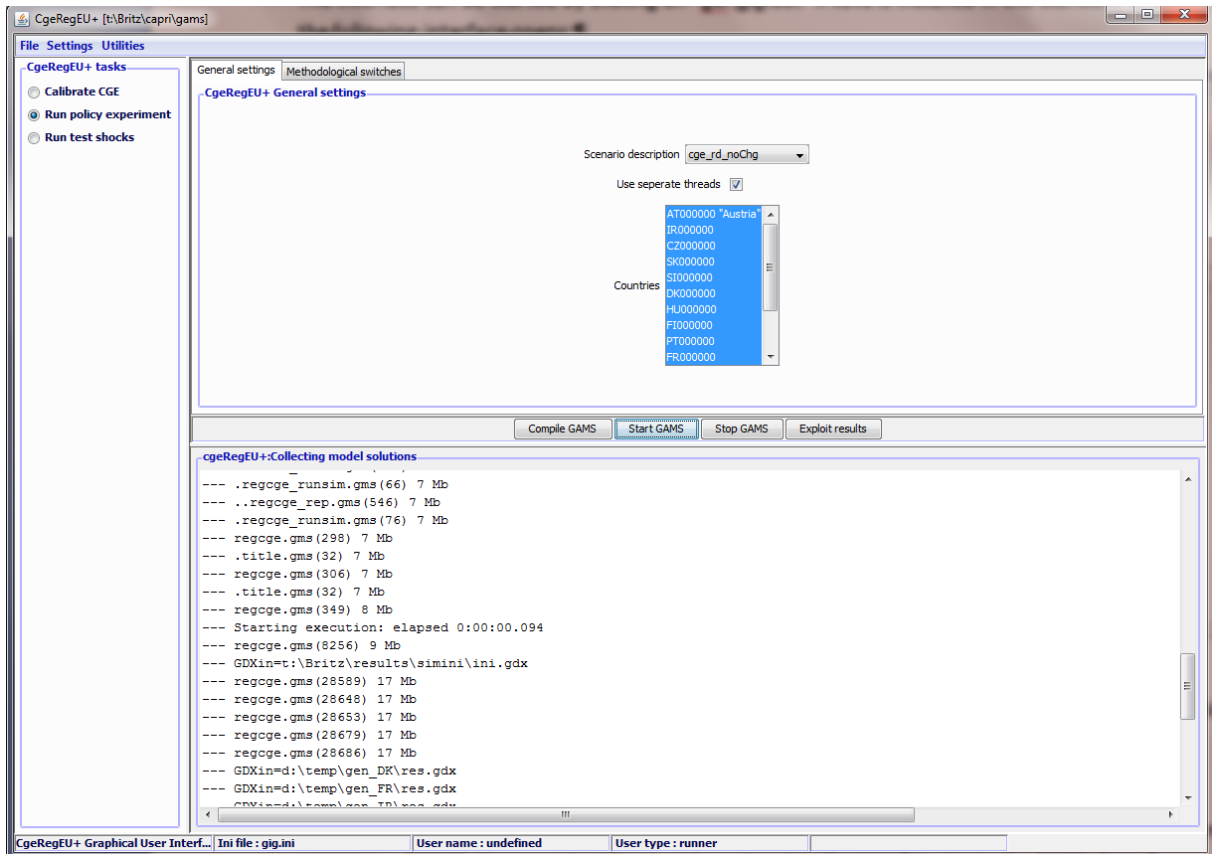 CgeRegEU+ [t:\Britz\capri\gams]
the following interface opens:¶
File Settings Utilities
CgeRegEU+ tasks
Calibrate CGE
Run policy experiment
Run test shocks
General settings Methodological switches
CgeRegEU+ General settings
Scenario description cge_rd_noChg
Use seperate threads
Countries
AT000000 "Austria"
IR000000
CZ000000
SK000000
SI000000
DK000000
HU000000
FI000000
PT000000
FR000000
Compile GAMS Start GAMS Stop GAMS Exploit results
cgeRegEU+:Collecting model solutions
--- .regcge_runsim.gms(66) 7 Mb
--- ..regcge_rep.gms(546) 7 Mb
--- .regcge_runsim.gms(76) 7 Mb
--- regcge.gms(298) 7 Mb
--- .title.gms(32) 7 Mb
--- regcge.gms(306) 7 Mb
--- .title.gms(32) 7 Mb
--- regcge.gms(349) 8 Mb
--- Starting execution: elapsed 0:00:00.094
--- regcge.gms(8256) 9 Mb
--- GDXin=t:\Britz\results\simini\ini.gdx
--- regcge.gms(28589) 17 Mb
--- regcge.gms(28648) 17 Mb
--- regcge.gms(28653) 17 Mb
--- regcge.gms(28679) 17 Mb
--- regcge.gms(28686) 17 Mb
--- GDXin=d:\temp\gen_DK\res.gdx
--- GDXin=d:\temp\gen_FR\res.gdx
CgeRegEU+ Graphical User Interf... Ini file : gig.ini User name : undefined User type : runner